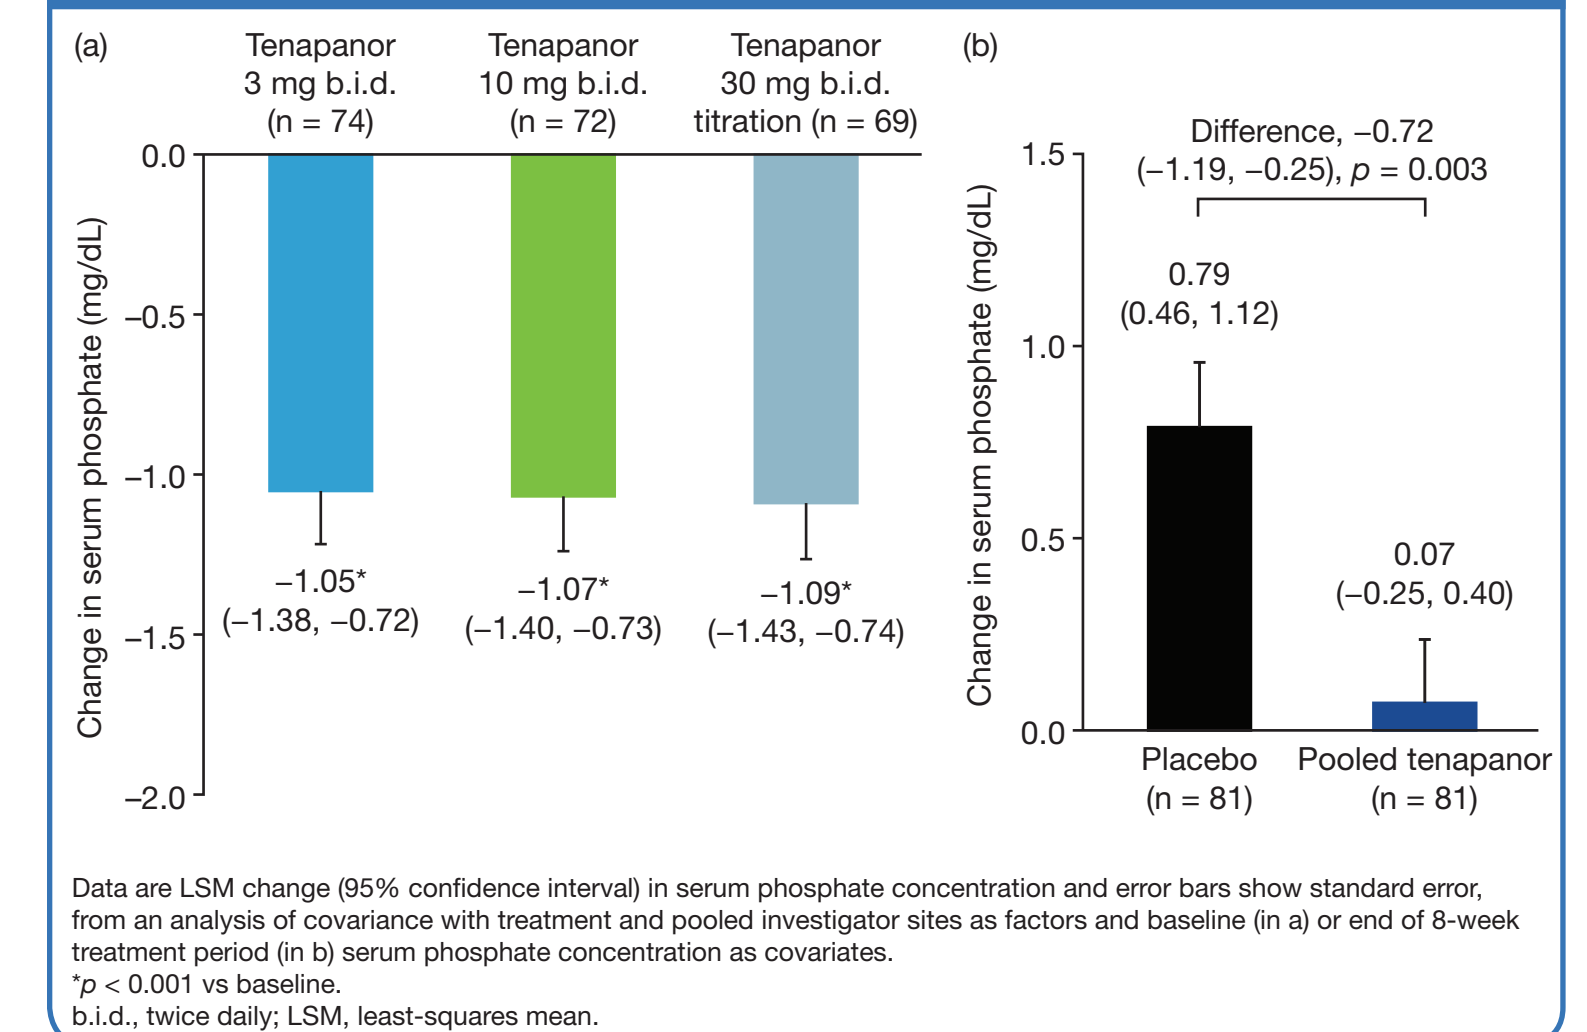 (a)
Tenapanor
3 mg b.i.d.
(n = 74)
Tenapanor
10 mg b.i.d.
(n = 72)
Tenapanor
30 mg b.i.d.
titration (n = 69)
Change in serum phosphate (mg/dL)
0.0
−0.5
−1.0
−1.5
−2.0
−1.05*
(−1.38, −0.72)
−1.07*
(−1.40, −0.73)
−1.09*
(−1.43, −0.74)
(b)
Difference, −0.72
(−1.19, −0.25), p = 0.003
Change in serum phosphate (mg/dL)
1.5
1.0
0.5
0.0
0.79
(0.46, 1.12)
0.07
(−0.25, 0.40)
Placebo
(n = 81)
Pooled tenapanor
(n = 81)
Data are LSM change (95% confidence interval) in serum phosphate concentration and error bars show standard error,
from an analysis of covariance with treatment and pooled investigator sites as factors and baseline (in a) or end of 8-week
treatment period (in b) serum phosphate concentration as covariates.
*p < 0.001 vs baseline.
b.i.d., twice daily; LSM, least-squares mean.